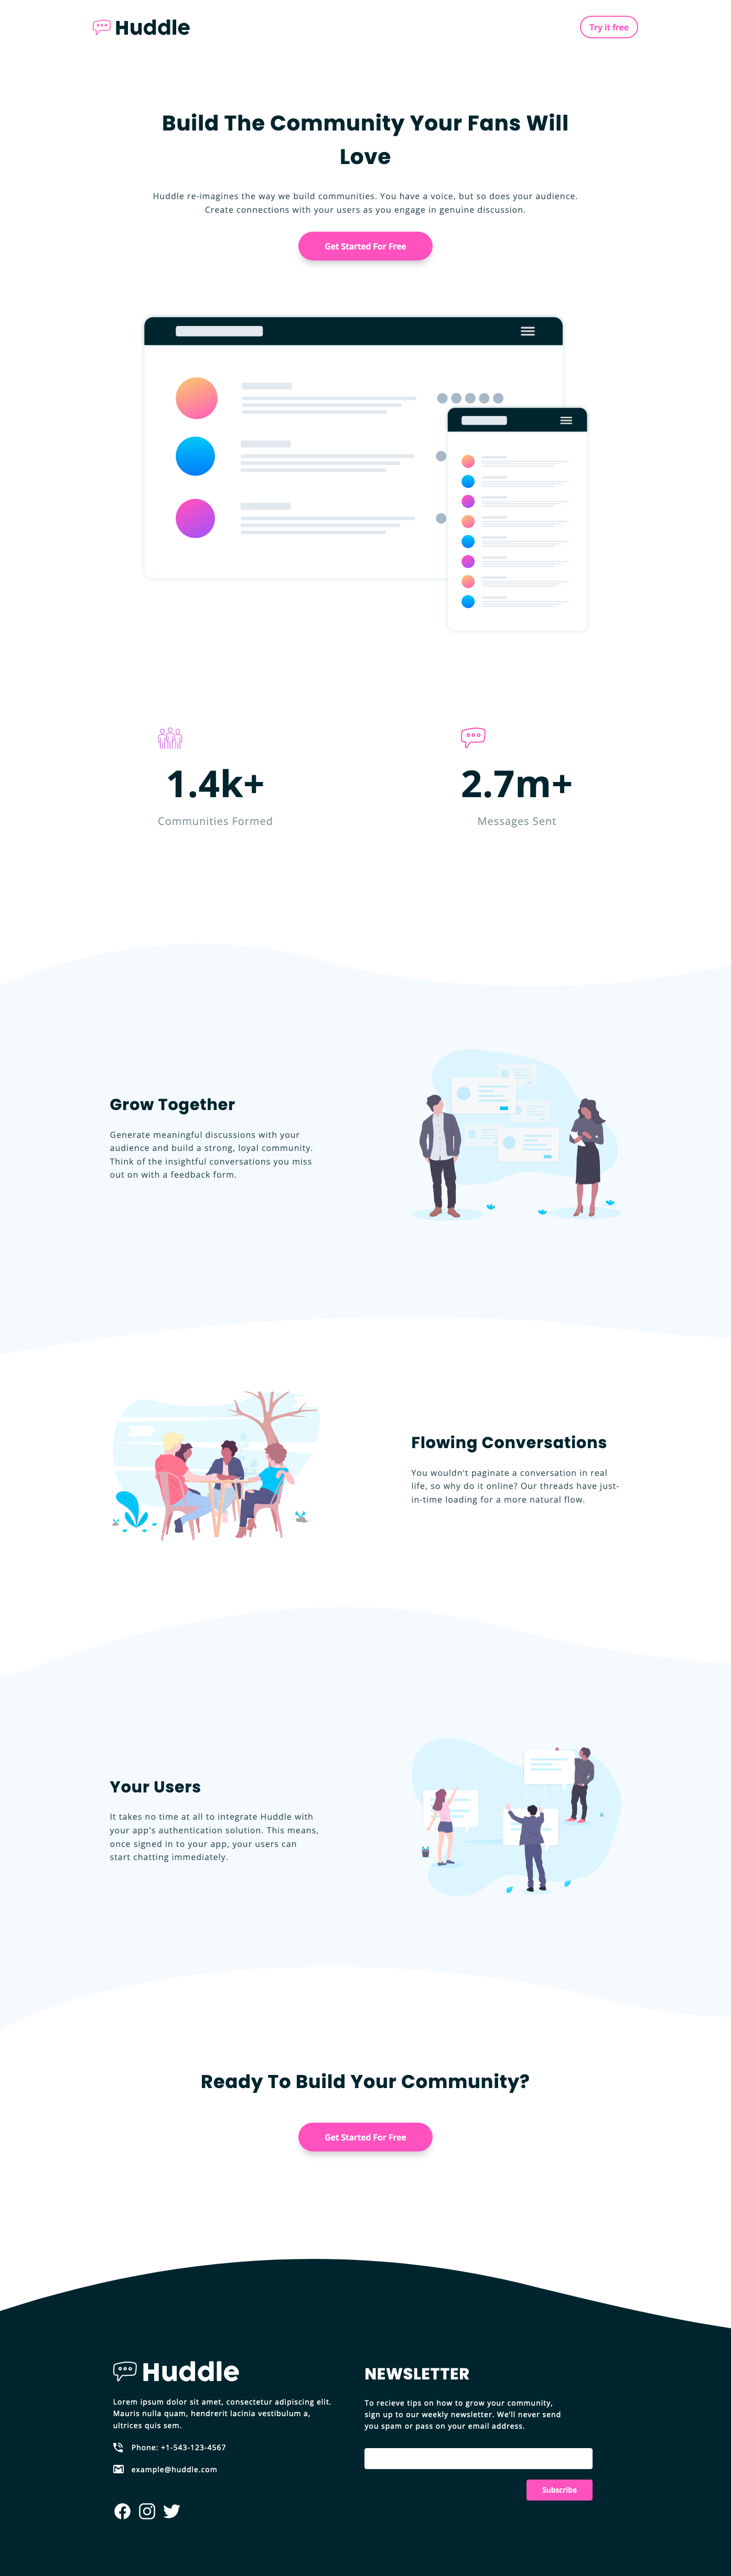 Huddle
Try it free
Build The Community Your Fans Will
Love
Huddle re-imagines the way we build communities. You have a voice, but so does your audience.
Create connections with your users as you engage in genuine discussion.
Get Started For Free
1.4k+
Communities Formed
2.7m+
Messages Sent
Grow Together
Generate meaningful discussions with your
audience and build a strong, loyal community.
Think of the insightful conversations you miss
out on with a feedback form.
Flowing Conversations
You wouldn't paginate a conversation in real
life, so why do it online? Our threads have just-
in-time loading for a more natural flow.
Your Users
It takes no time at all to integrate Huddle with
your app's authentication solution. This means,
once signed in to your app, your users can
start chatting immediately.
Ready To Build Your Community?
Get Started For Free
Huddle
Lorem ipsum dolor sit amet, consectetur adipiscing elit.
Mauris nulla quam, hendrerit lacinia vestibulum a,
ultrices quis sem.
Phone: +1-543-123-4567
example@huddle.com
NEWSLETTER
To recieve tips on how to grow your community,
sign up to our weekly newsletter. We'll never send
you spam or pass on your email address.
Subscribe